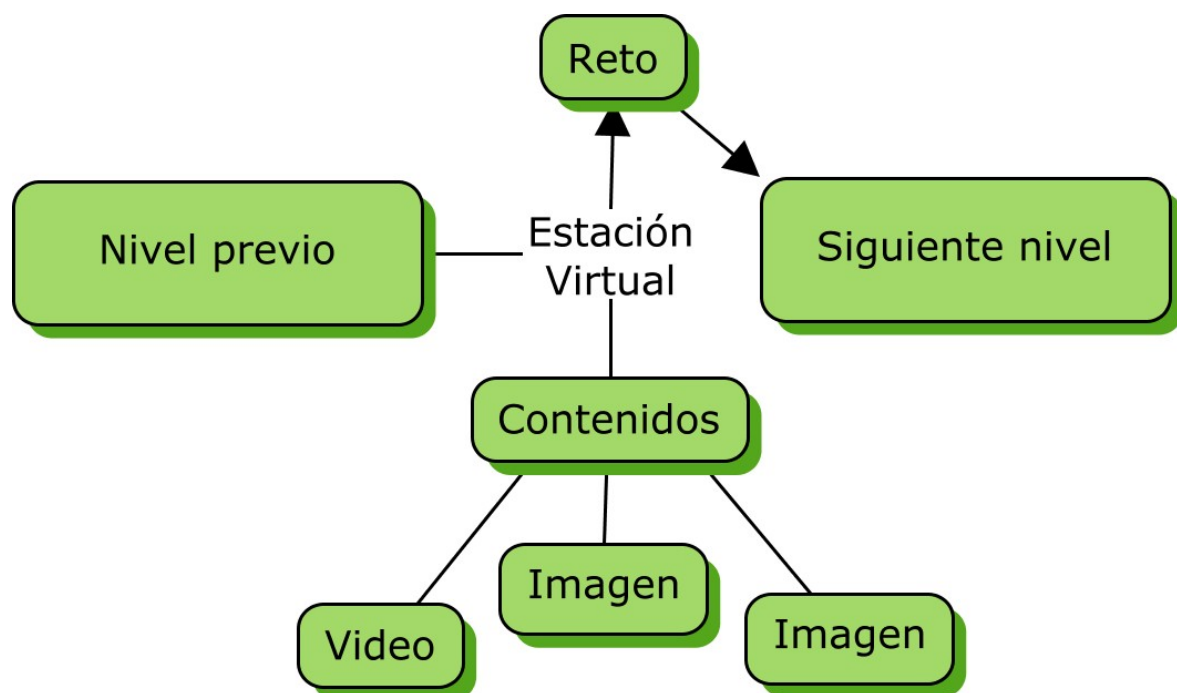 Reto
Nivel previo
Estación
Virtual
Siguiente nivel
Contenidos
Video
Imagen
Imagen